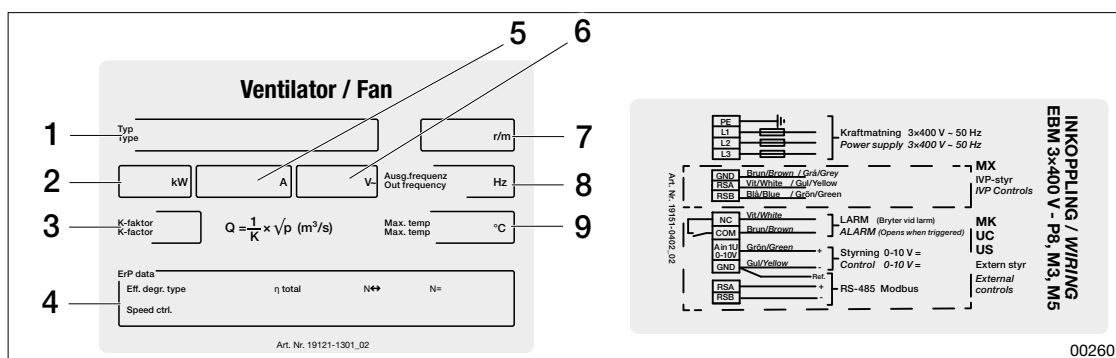 5
6
Ventilator / Fan
1
Typ
Type
r/m
7
2
kW
A
V~
Ausg.frequenz
Out frequency
Hz
8
3
K-faktor
K-faktor
Q = 1/K × √p (m³/s)
Max. temp
Max. temp
°C
9
ErP data
4
Eff. degr. type
η total
N↔
N=
Speed ctrl.
Art. Nr. 19121-1301_02
INKOPPLING / WIRING
EBM 3×400 V - P8, M3, M5
PE
L1
L2
L3
Kraftmatning 3×400 V ~ 50 Hz
Power supply 3×400 V ~ 50 Hz
MX
IVP-styr
IVP Controls
GND Brun/Brown / Grå/Grey
RSA Vit/White / Gul/Yellow
RSB Blå/Blue / Grön/Green
Art. Nr. 19151-0402_02
NC Vit/White
COM Brun/Brown
LARM (Bryter vid larm)
ALARM (Opens when triggered)
MK
UC
US
Extern styr
External
controls
A in 1U
0-10V
Grön/Green +
GND Gul/Yellow -
Styrning 0-10 V =
Control 0-10 V =
Ref.
RSA +
RSB -
RS-485 Modbus
00260